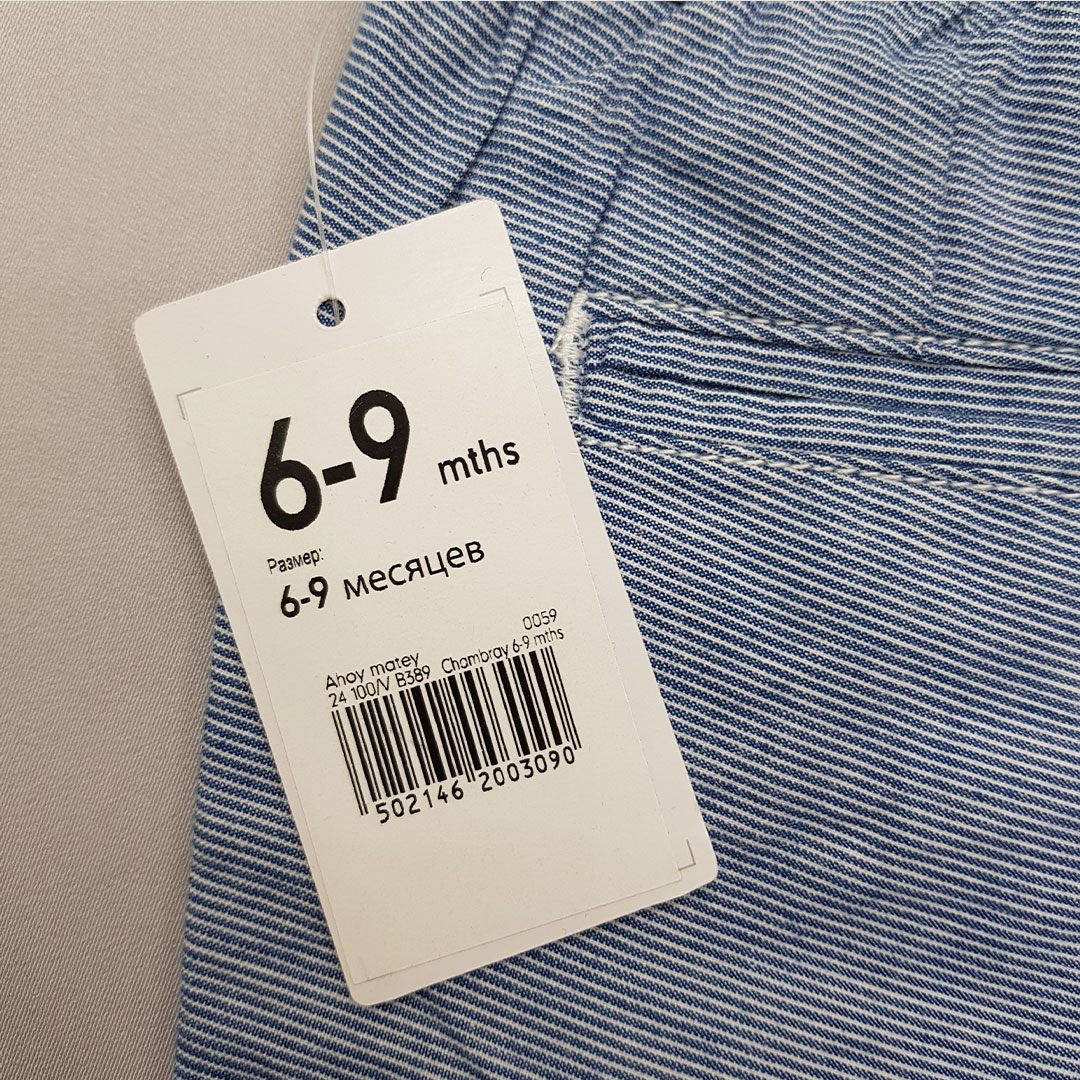 6-9 mths
Размер:
6-9 месяцев
0059
Ahoy matey
24 100/V B389 Chambray 6-9 mths
502146 2003090